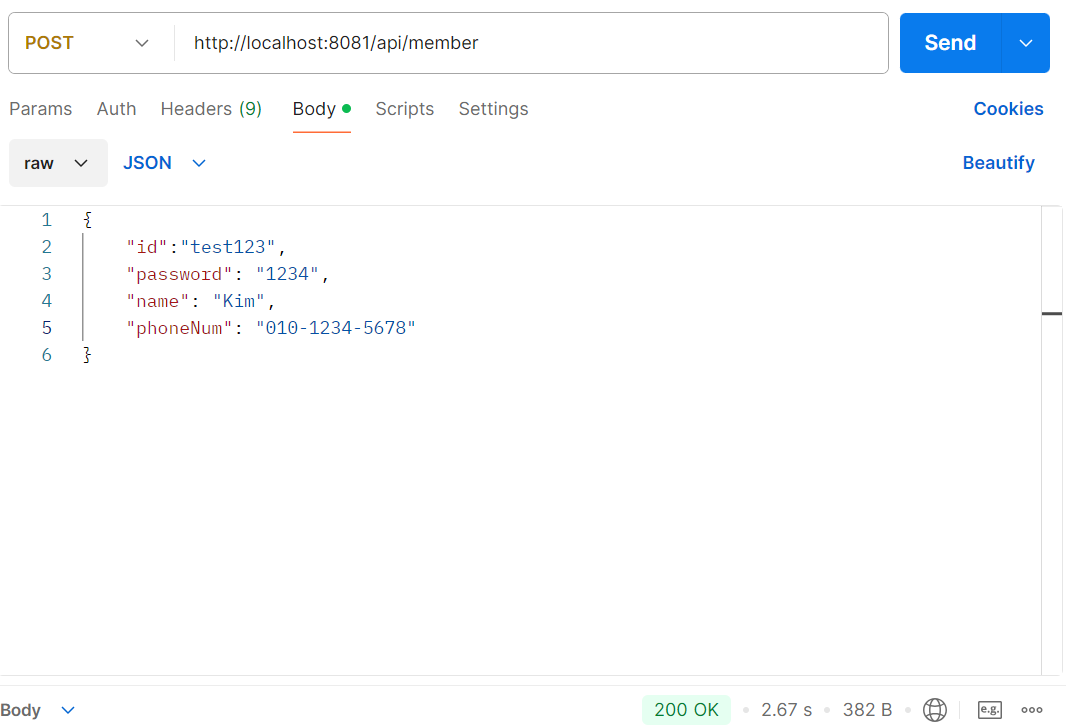 POST http://localhost:8081/api/member Send
Params Auth Headers (9) Body Scripts Settings Cookies
raw JSON Beautify
1 {
2 "id":"test123",
3 "password": "1234",
4 "name": "Kim",
5 "phoneNum": "010-1234-5678"
6 }
Body 200 OK 2.67 s 382 B e.g.